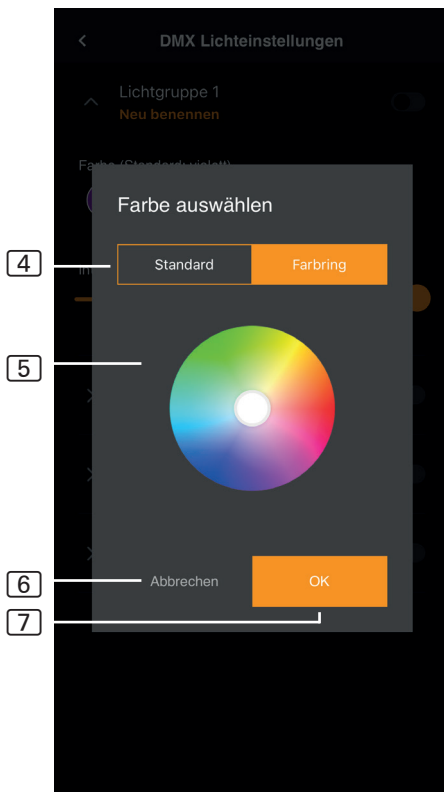 DMX Lichteinstellungen
Lichtgruppe 1
Neu benennen
Farbe (Standard: violett)
Farbe auswählen
4
Standard
Farbring
5
6
Abbrechen
OK
7